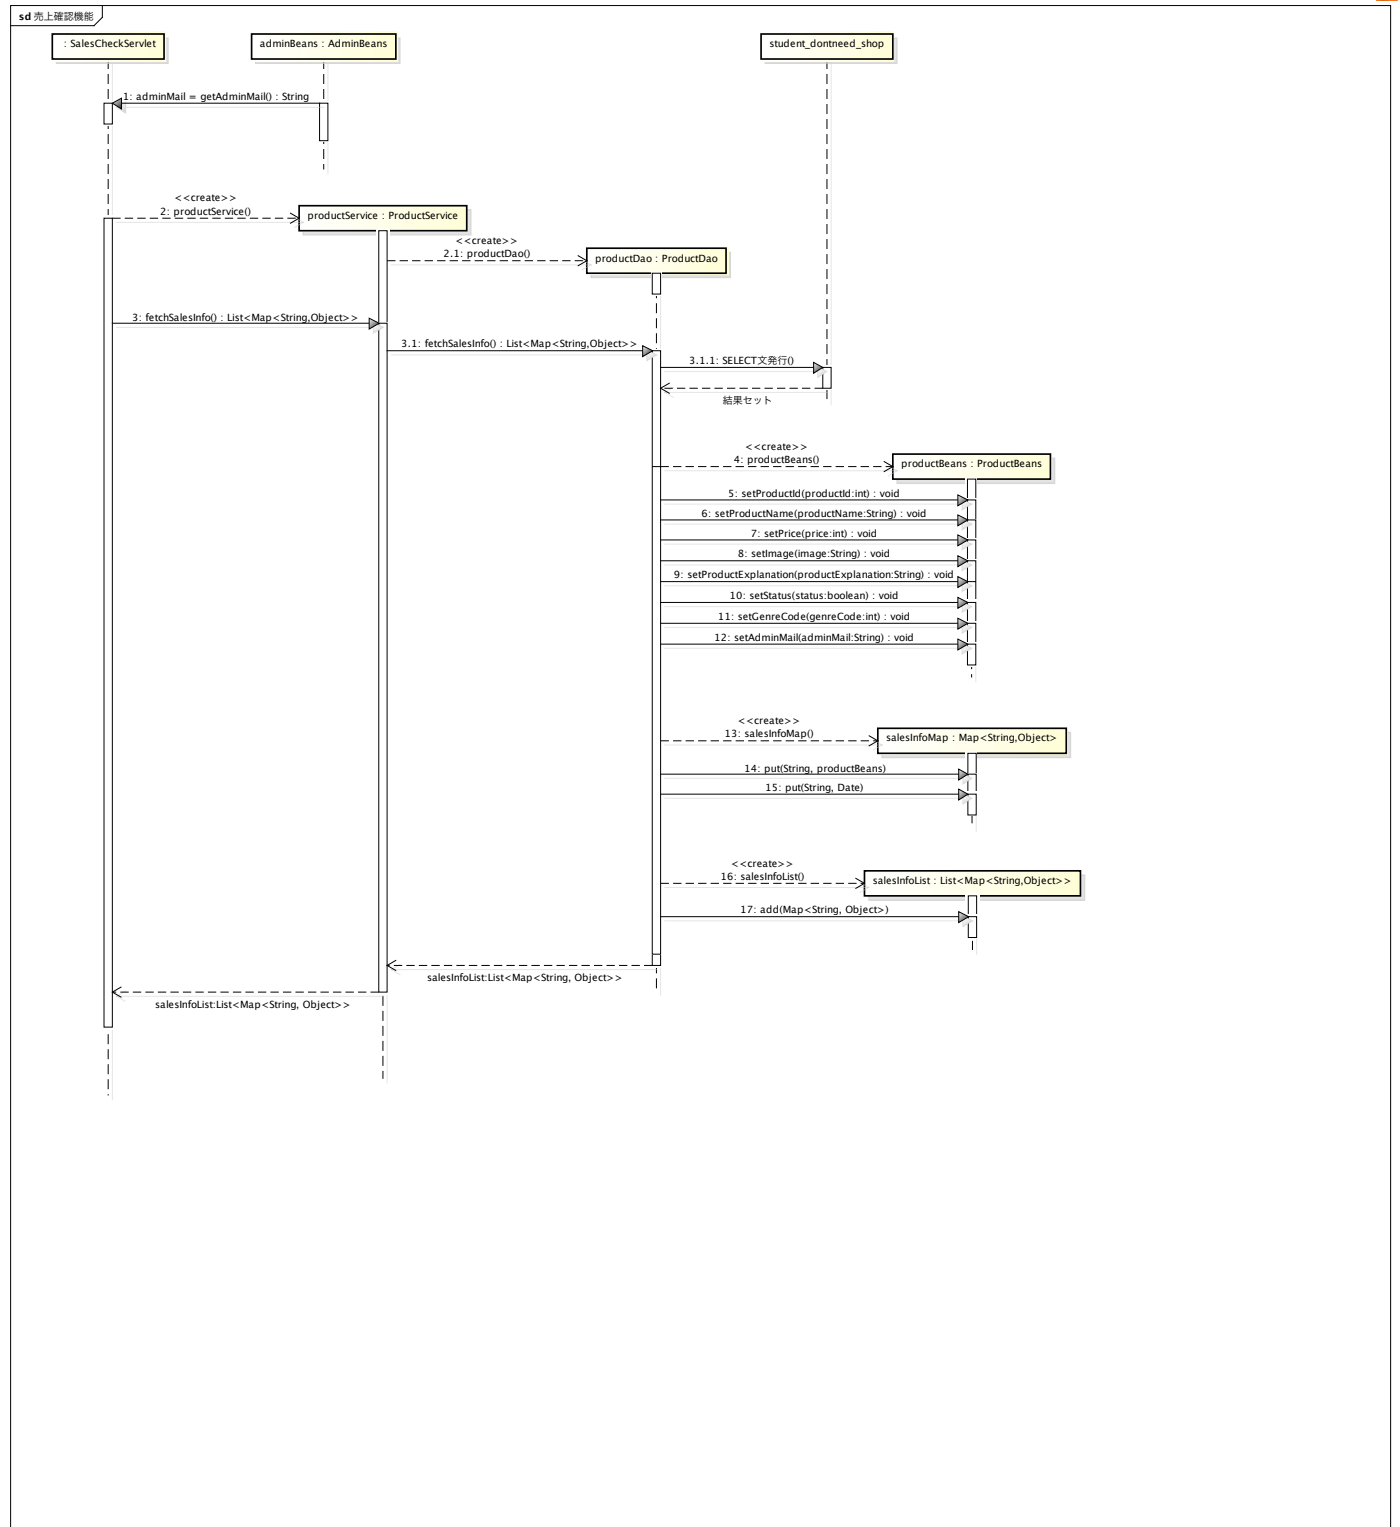 sd 売上確認機能
: SalesCheckServlet
adminBeans : AdminBeans
student_dontneed_shop
1: adminMail = getAdminMail() : String
<<create>>
2: productService()
productService : ProductService
<<create>>
2.1: productDao()
productDao : ProductDao
3: fetchSalesInfo() : List<Map<String,Object>>
3.1: fetchSalesInfo() : List<Map<String,Object>>
3.1.1: SELECT文発行()
結果セット
<<create>>
4: productBeans()
productBeans : ProductBeans
5: setProductId(productId:int) : void
6: setProductName(productName:String) : void
7: setPrice(price:int) : void
8: setImage(image:String) : void
9: setProductExplanation(productExplanation:String) : void
10: setStatus(status:boolean) : void
11: setGenreCode(genreCode:int) : void
12: setAdminMail(adminMail:String) : void
<<create>>
13: salesInfoMap()
salesInfoMap : Map<String,Object>
14: put(String, productBeans)
15: put(String, Date)
<<create>>
16: salesInfoList()
salesInfoList : List<Map<String,Object>>
17: add(Map<String, Object>)
salesInfoList:List<Map<String, Object>>
salesInfoList:List<Map<String, Object>>